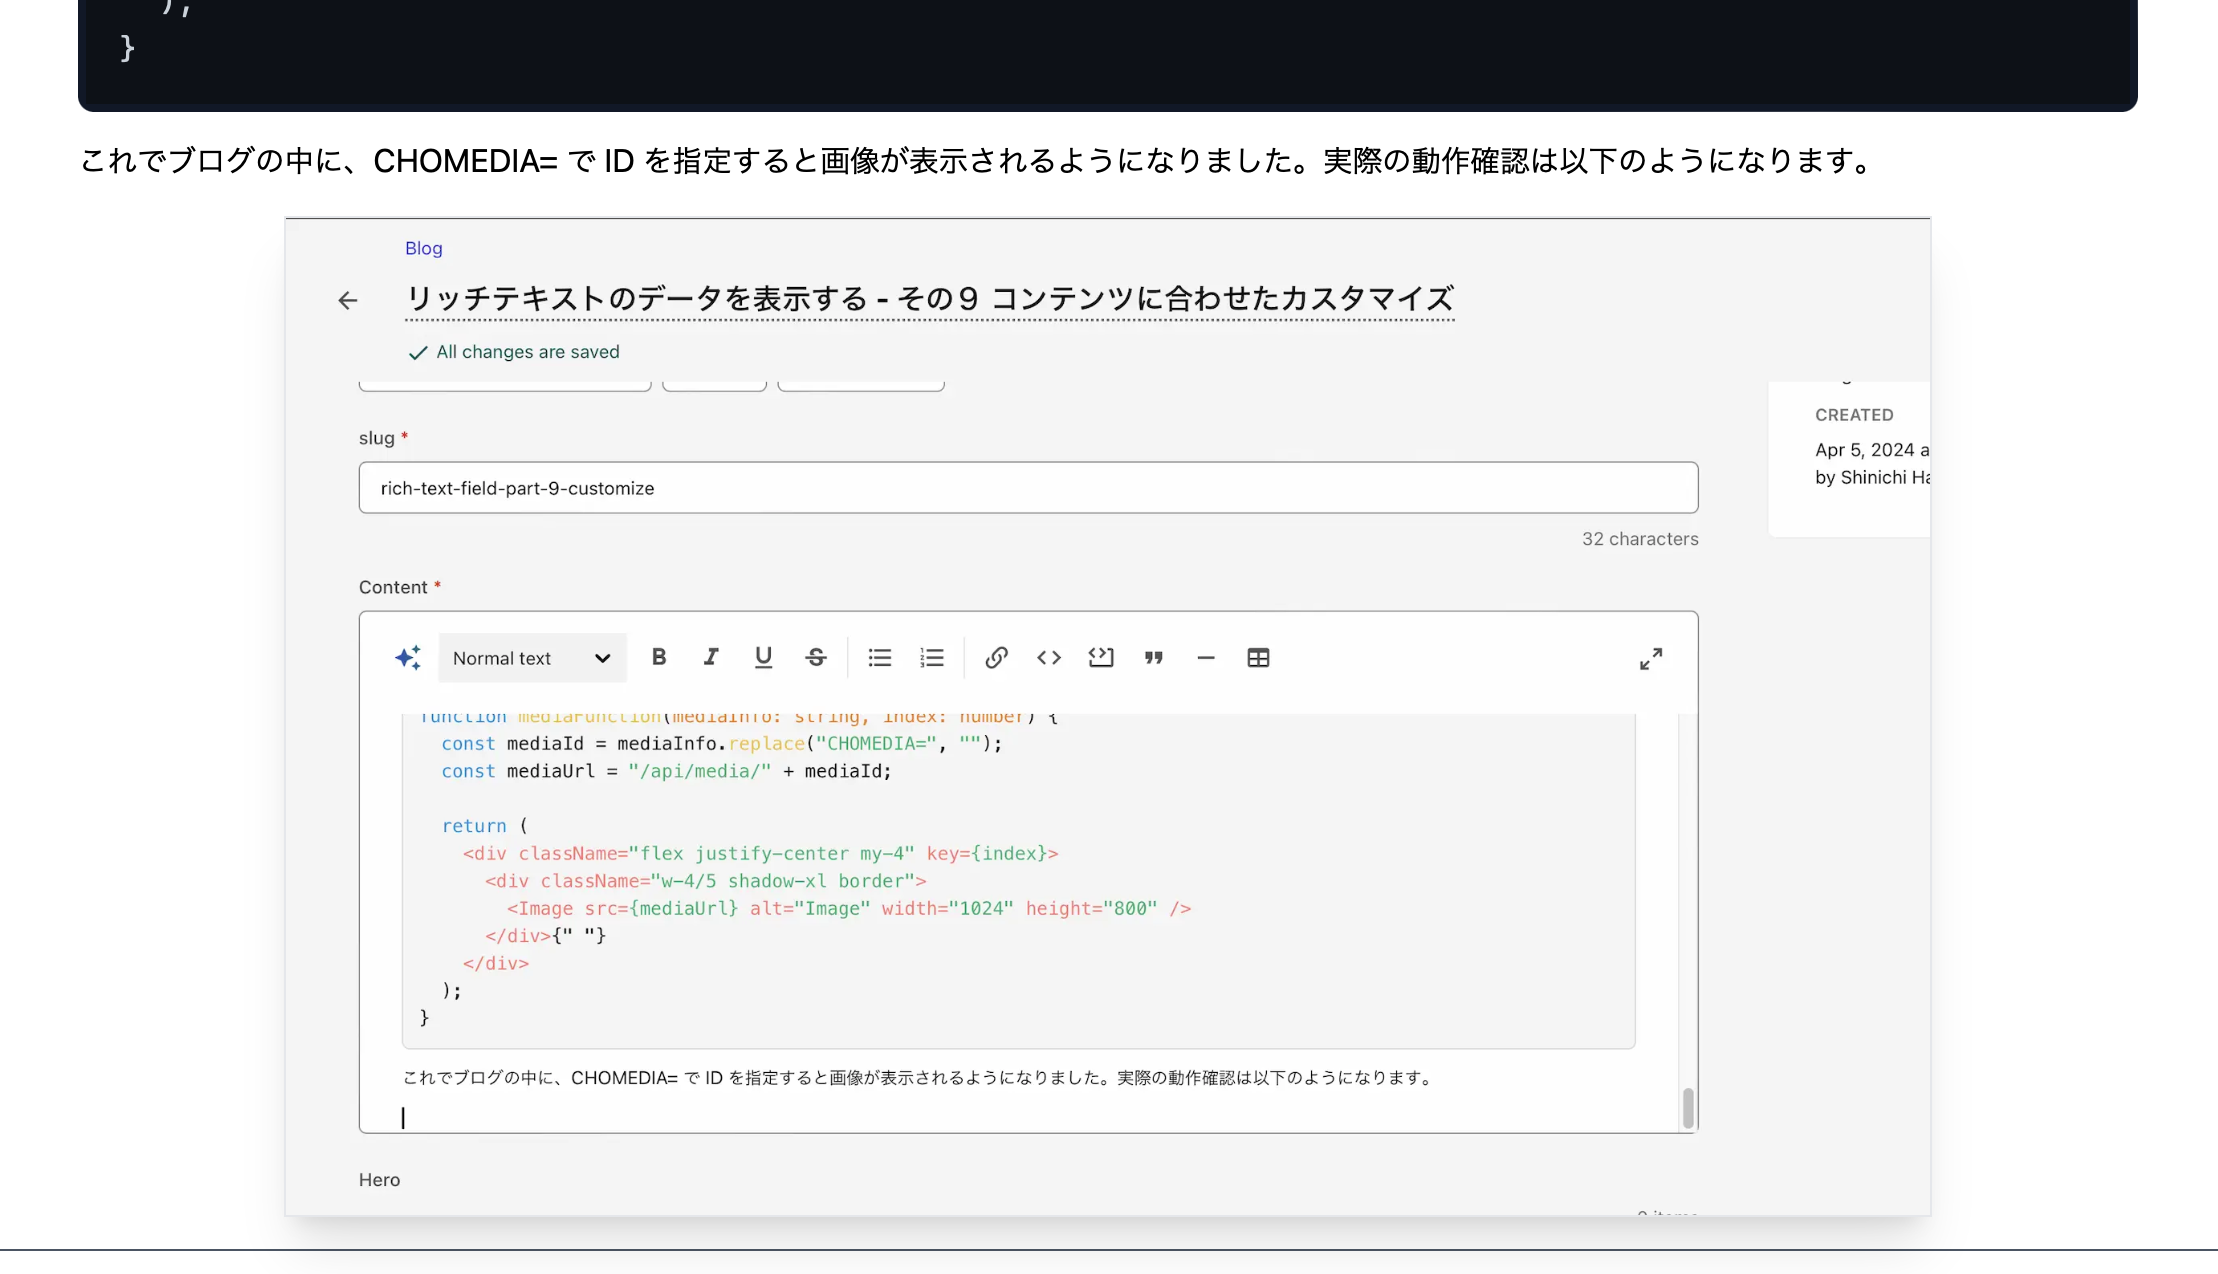 );
}
これでブログの中に、CHOMEDIA= で ID を指定すると画像が表示されるようになりました。実際の動作確認は以下のようになります。
Blog
リッチテキストのデータを表示する - その９ コンテンツに合わせたカスタマイズ
All changes are saved
CREATED
Apr 5, 2024 a
by Shinichi Ha
slug *
rich-text-field-part-9-customize
32 characters
Content *
Normal text
function mediaFunction(mediaInfo: string, index: number) {
const mediaId = mediaInfo.replace("CHOMEDIA=", "");
const mediaUrl = "/api/media/" + mediaId;
return (
<div className="flex justify-center my-4" key={index}>
<div className="w-4/5 shadow-xl border">
<Image src={mediaUrl} alt="Image" width="1024" height="800" />
</div>{" "}
</div>
);
}
これでブログの中に、CHOMEDIA= で ID を指定すると画像が表示されるようになりました。実際の動作確認は以下のようになります。
Hero